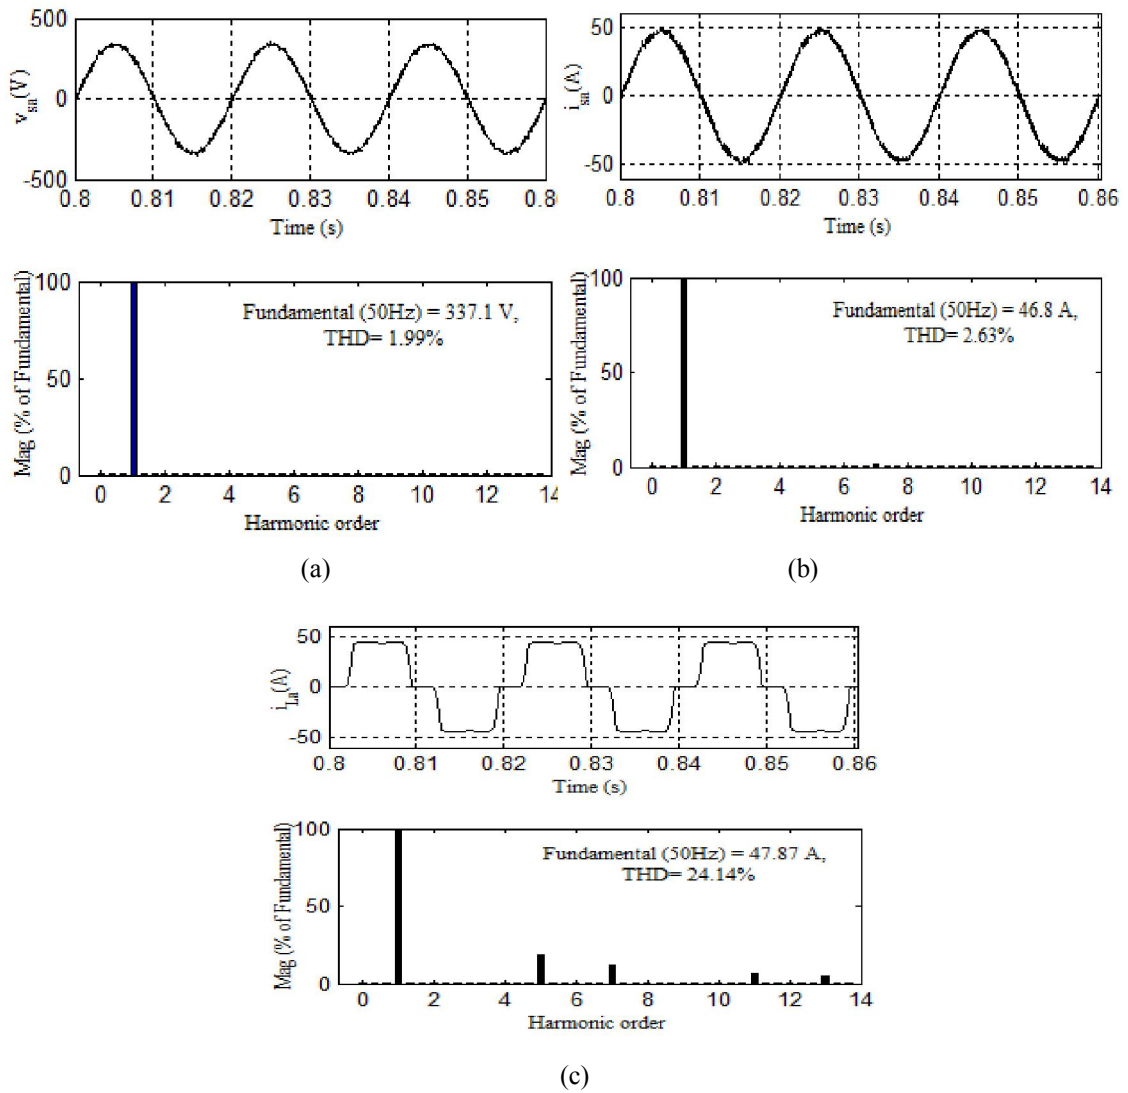 500
0
-500
v_sa(V)
0.8 0.81 0.82 0.83 0.84 0.85 0.8
Time (s)
50
0
-50
i_sa(A)
0.8 0.81 0.82 0.83 0.84 0.85 0.86
Time (s)
100
50
0
Mag (% of Fundamental)
Fundamental (50Hz) = 337.1 V,
THD= 1.99%
0 2 4 6 8 10 12 14
Harmonic order
(a)
100
50
0
Mag (% of Fundamental)
Fundamental (50Hz) = 46.8 A,
THD= 2.63%
0 2 4 6 8 10 12 14
Harmonic order
(b)
50
0
-50
i_La(A)
0.8 0.81 0.82 0.83 0.84 0.85 0.86
Time (s)
100
50
0
Mag (% of Fundamental)
Fundamental (50Hz) = 47.87 A,
THD= 24.14%
0 2 4 6 8 10 12 14
Harmonic order
(c)